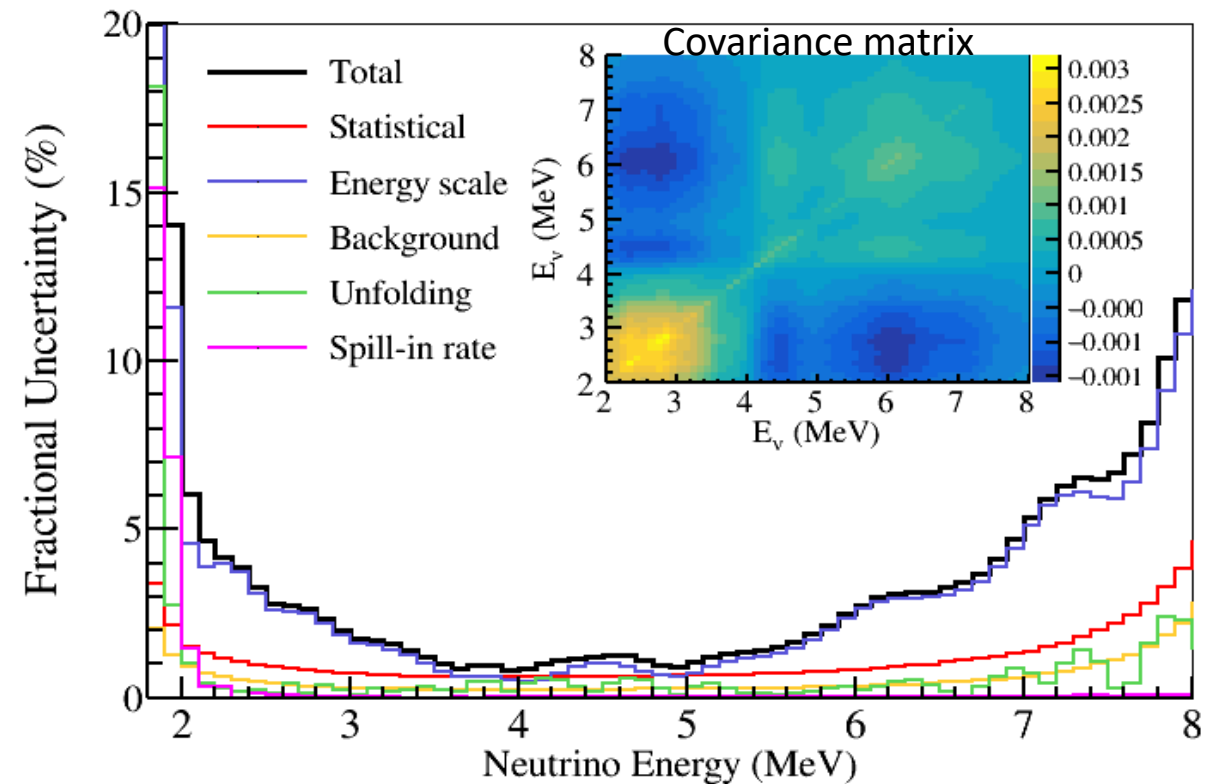 Fractional Uncertainty (%)
20
15
10
5
0
Total
Statistical
Energy scale
Background
Unfolding
Spill-in rate
Covariance matrix
8
7
6
5
4
3
2
E_ν (MeV)
2 3 4 5 6 7 8
E_ν (MeV)
0.003
0.0025
0.002
0.0015
0.001
0.0005
0
−0.000
−0.001
−0.001
2 3 4 5 6 7 8
Neutrino Energy (MeV)